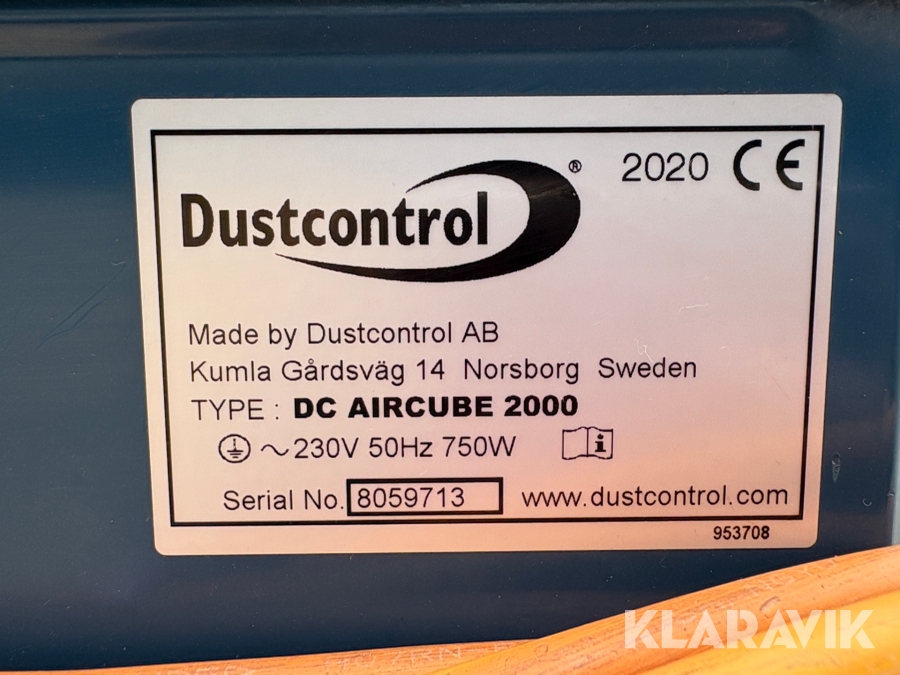 Dustcontrol®
2020 CE
Made by Dustcontrol AB
Kumla Gårdsväg 14 Norsborg Sweden
TYPE : DC AIRCUBE 2000
~230V 50Hz 750W
i
Serial No. 8059713
www.dustcontrol.com
953708
KLARAVIK